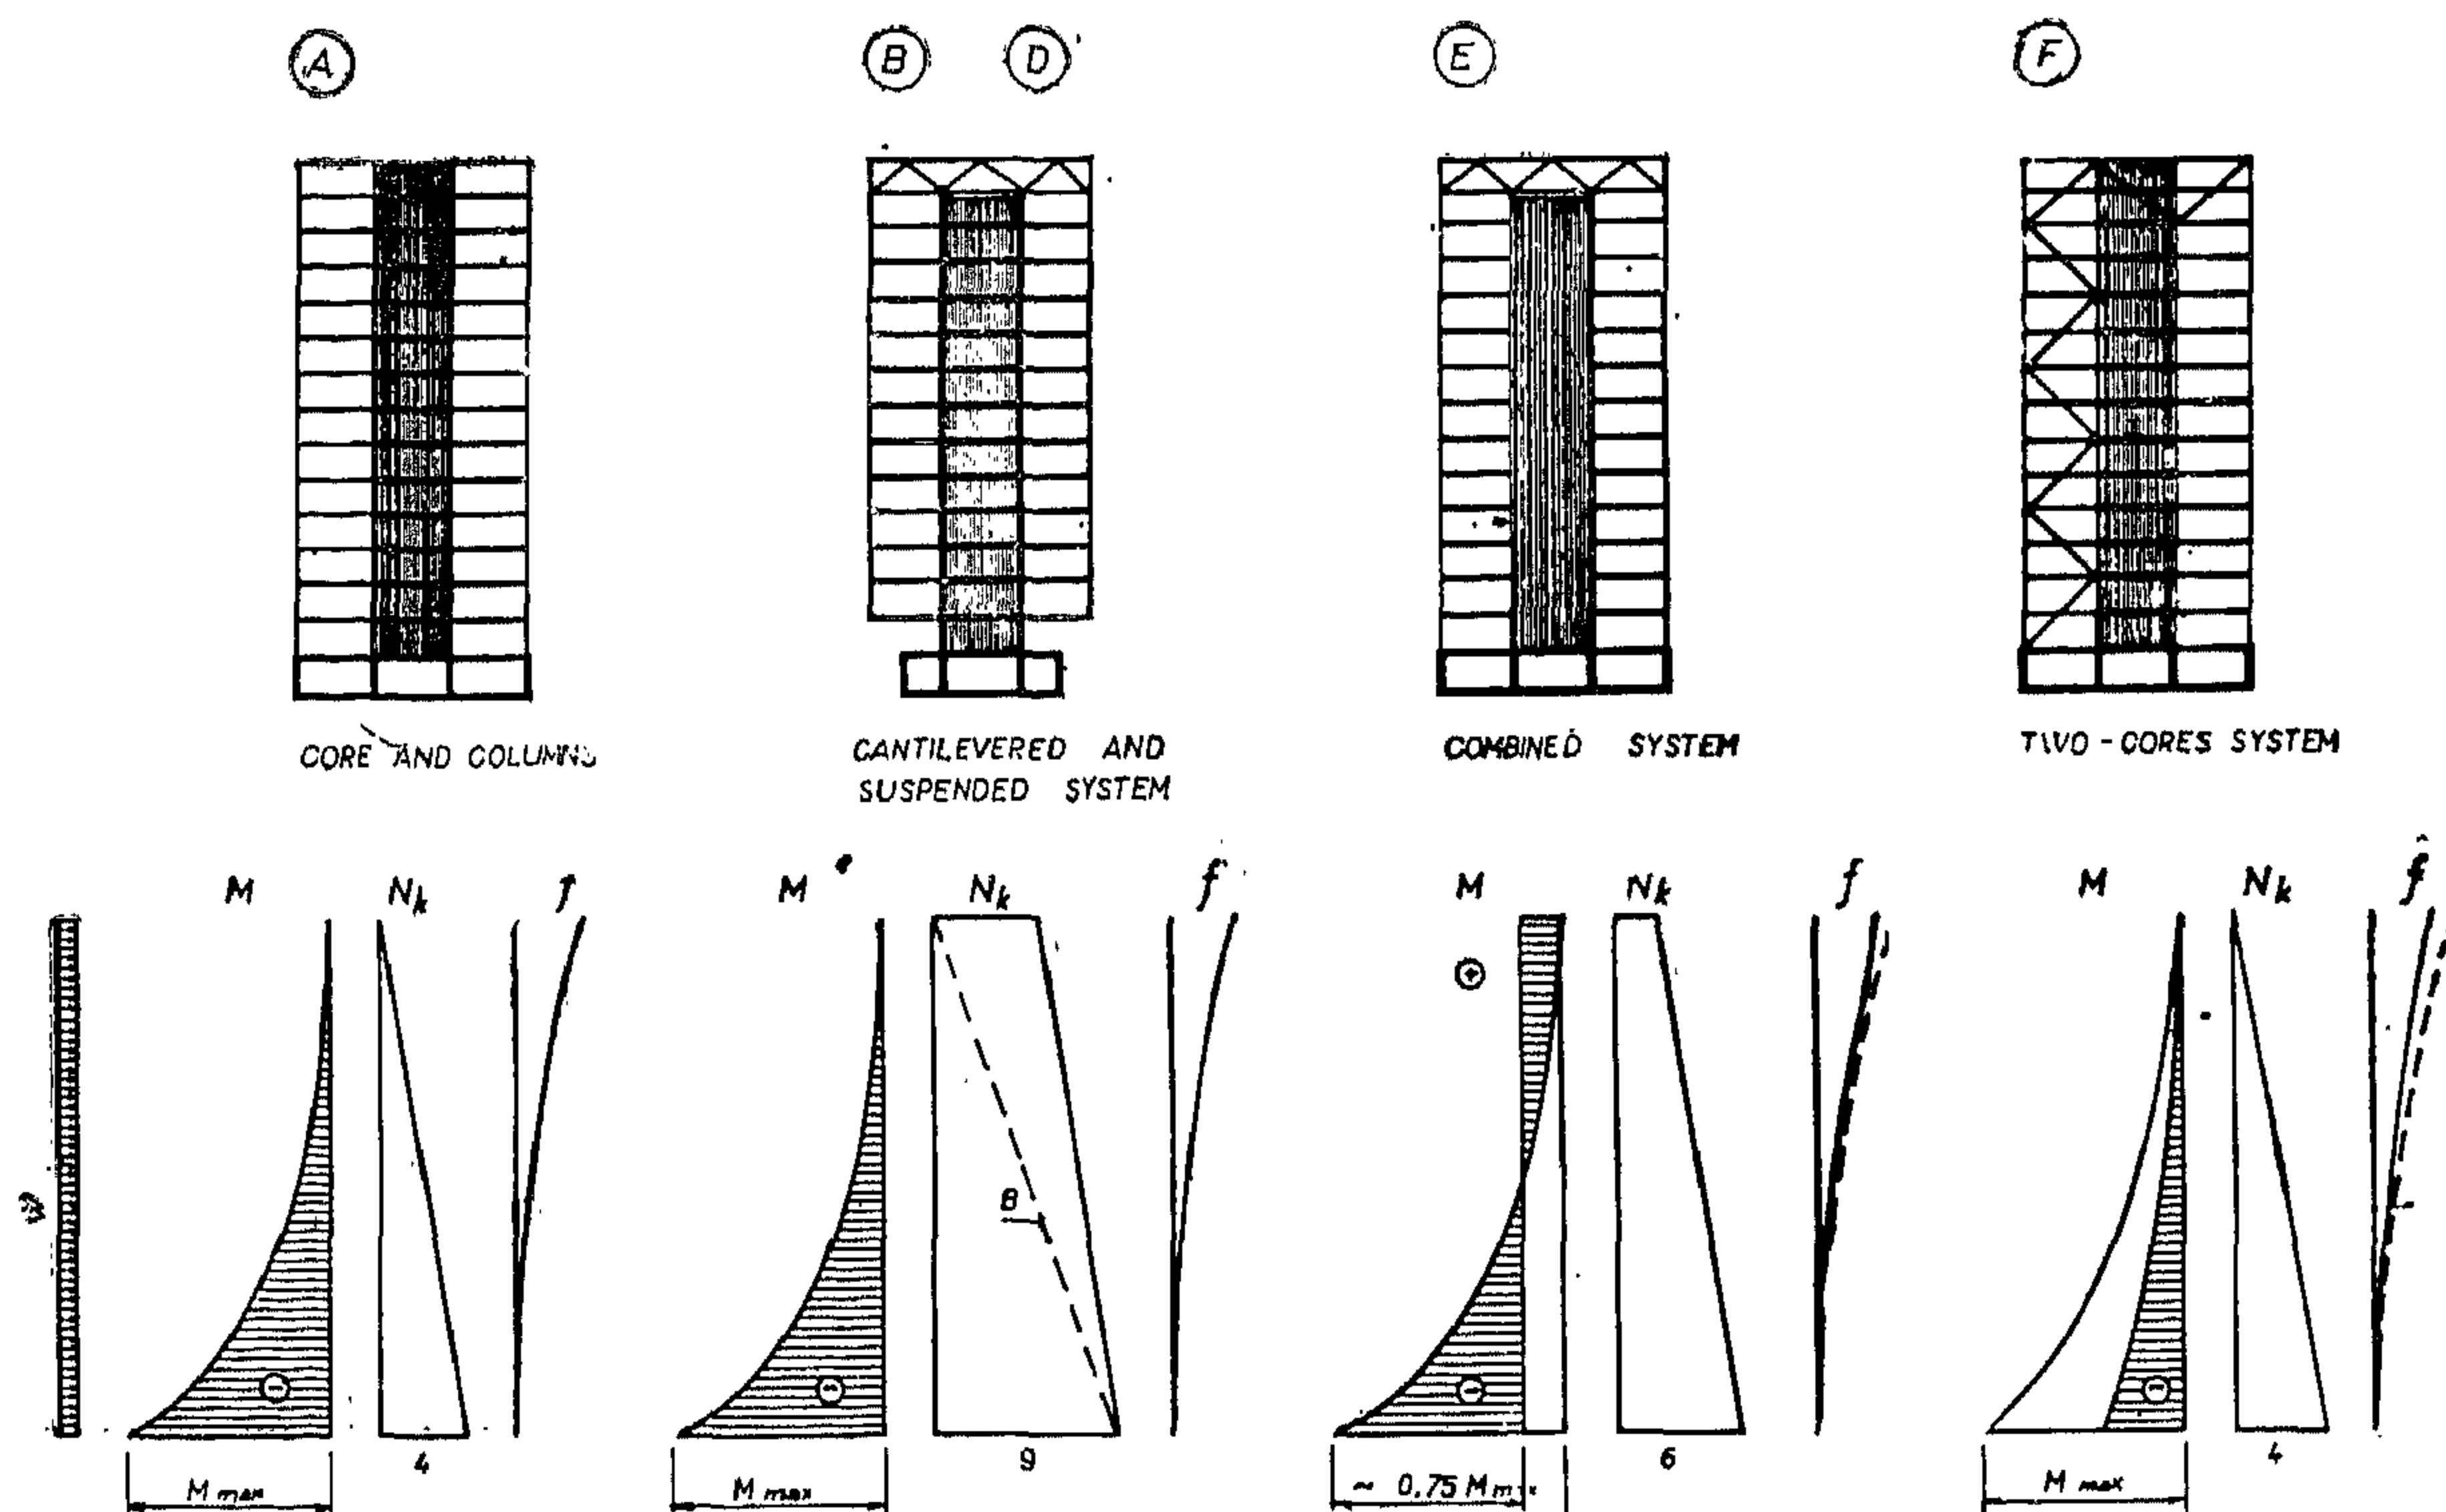 A B D E F
CORE AND COLUMNS
CANTILEVERED AND
SUSPENDED SYSTEM
COMBINED SYSTEM
TWO-CORES SYSTEM
M Nk f M Nk f M Nk f M Nk f
+
B
W
- - - -
4 9 6 4
M max M max ~ 0.75 M max M max